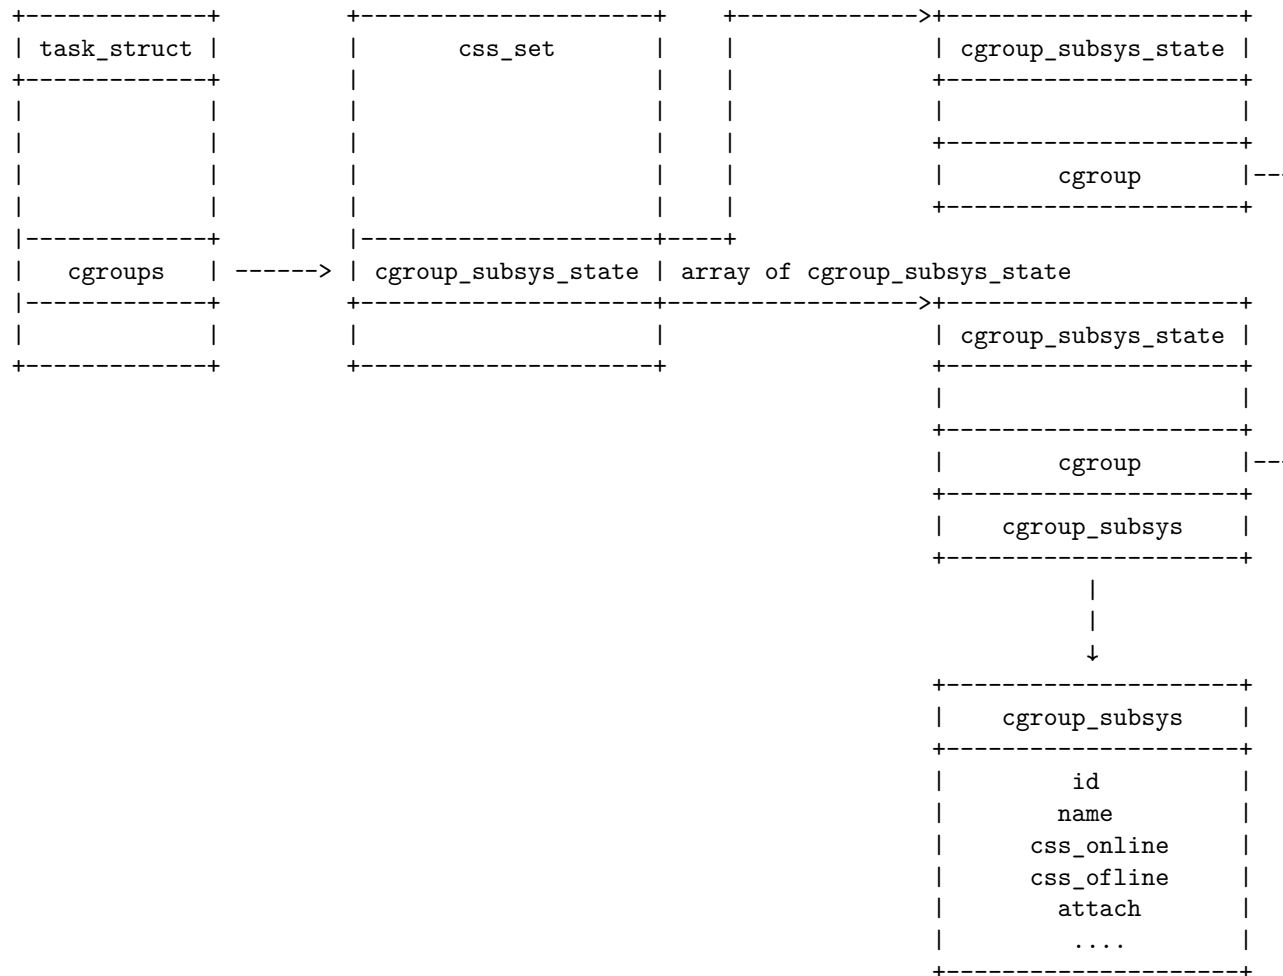 task_struct css_set cgroup_subsys_state
cgroup
cgroups cgroup_subsys_state array of cgroup_subsys_state
cgroup_subsys_state
cgroup
cgroup_subsys
cgroup_subsys
id
name
css_online
css_ofline
attach
....